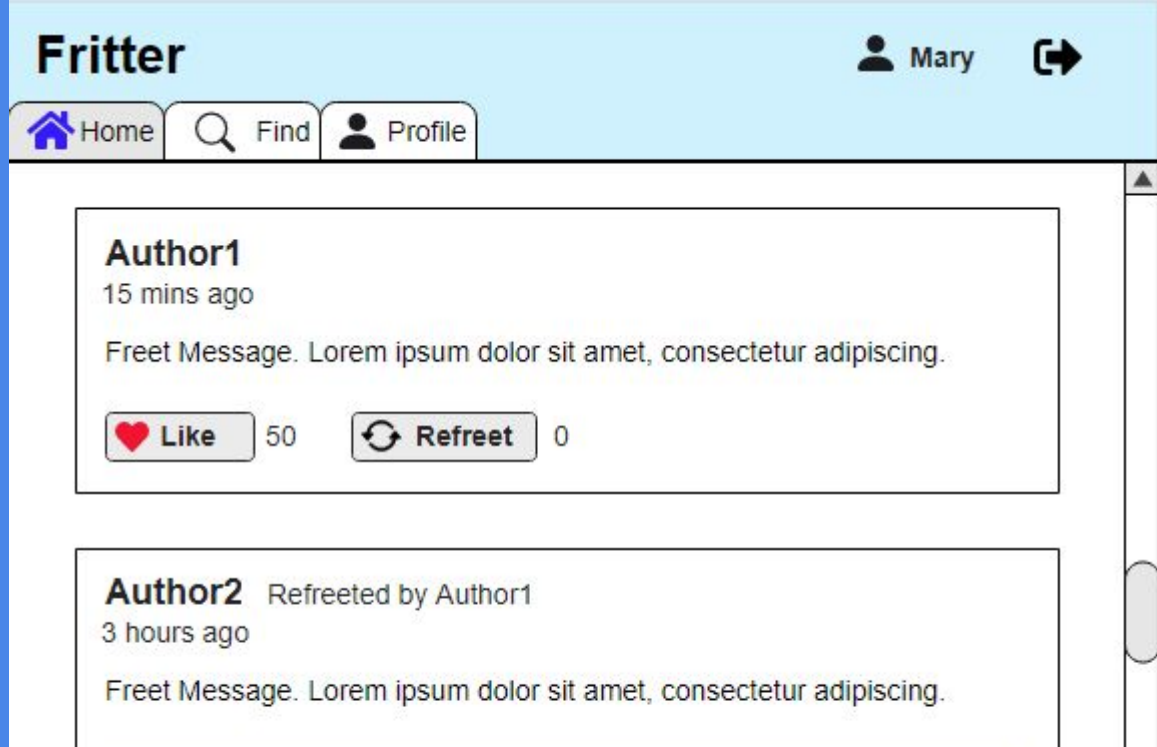 Fritter
Mary
Home Find Profile
Author1
15 mins ago
Freet Message. Lorem ipsum dolor sit amet, consectetur adipiscing.
Like 50 Refreet 0
Author2 Refreeted by Author1
3 hours ago
Freet Message. Lorem ipsum dolor sit amet, consectetur adipiscing.